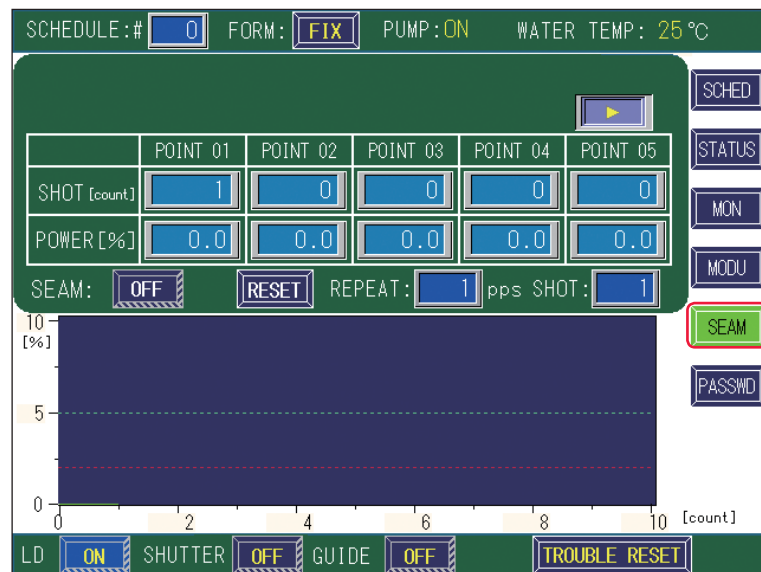 SCHEDULE:# 0 FORM: FIX PUMP:ON WATER TEMP: 25 °C
▶
POINT 01 POINT 02 POINT 03 POINT 04 POINT 05
SHOT [count] 1 0 0 0 0
POWER[%] 0.0 0.0 0.0 0.0 0.0
SEAM: OFF RESET REPEAT: 1 pps SHOT: 1
SCHED
STATUS
MON
MODU
SEAM
PASSWD
10
[%]
5
0
0 2 4 6 8 10 [count]
LD ON SHUTTER OFF GUIDE OFF TROUBLE RESET